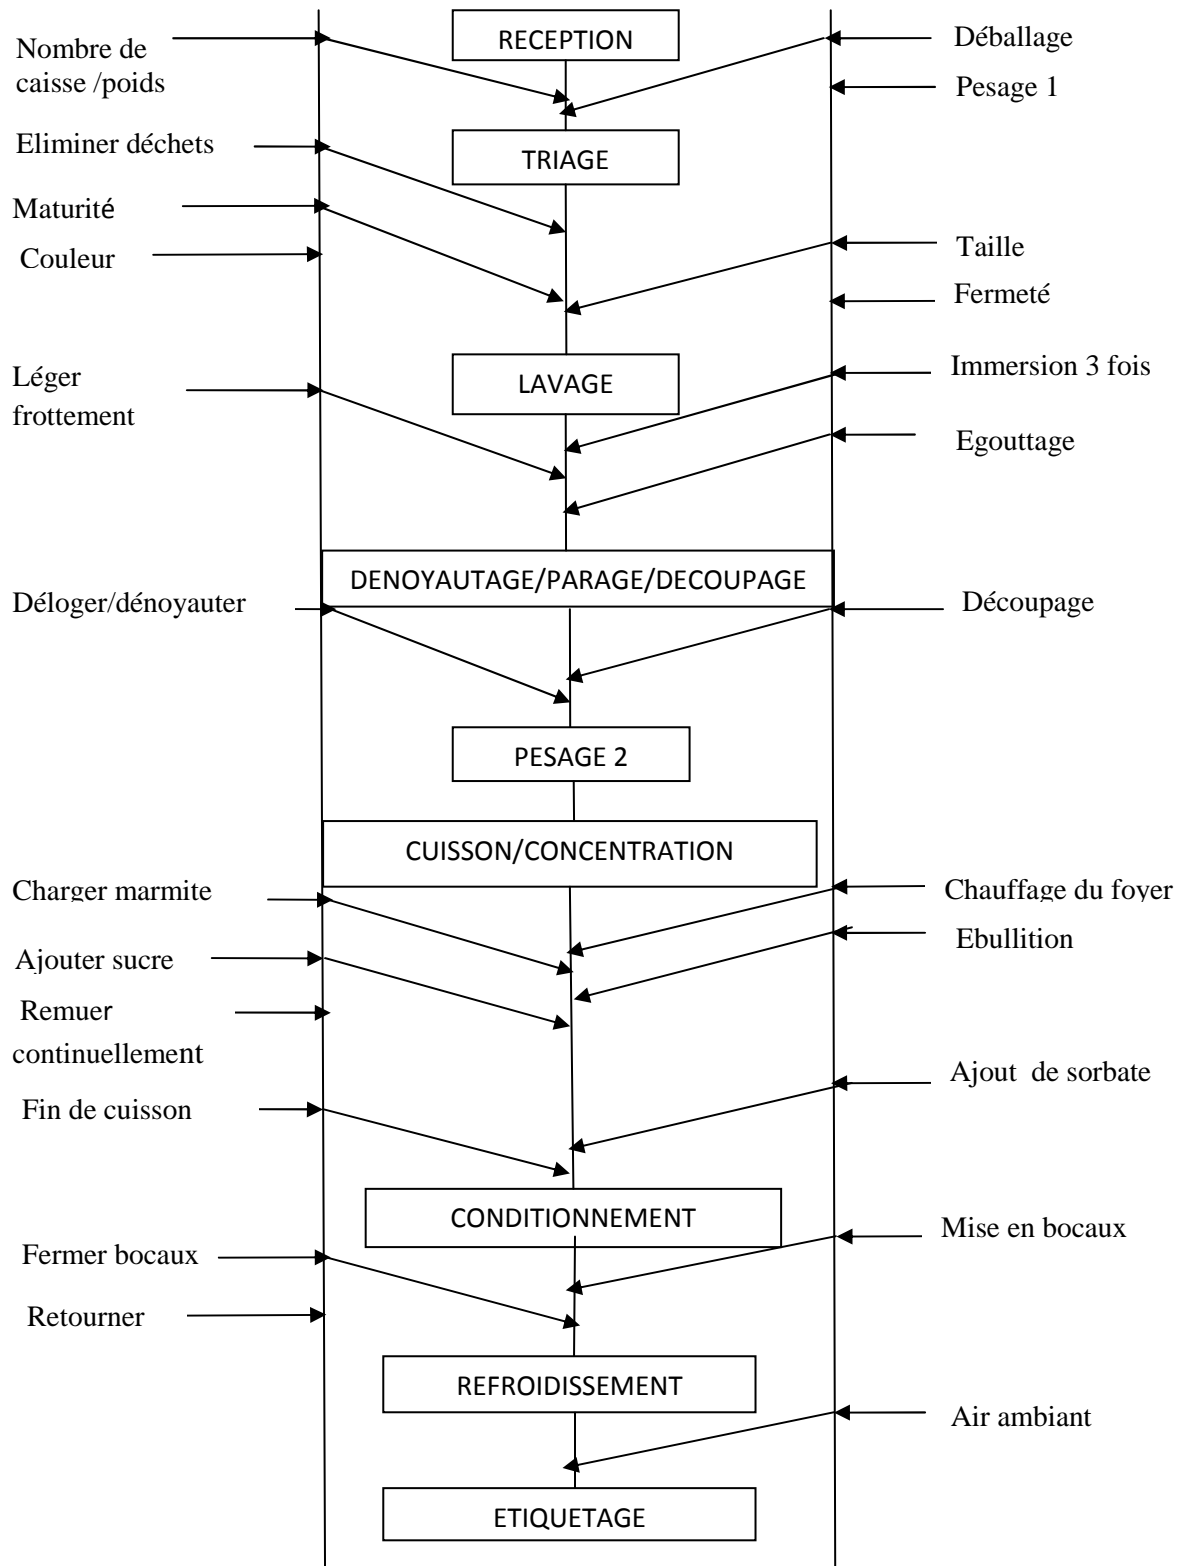 RECEPTION
Déballage
Nombre de
caisse /poids
Pesage 1
Eliminer déchets
TRIAGE
Maturité
Couleur
Taille
Fermeté
Léger
frottement
LAVAGE
Immersion 3 fois
Egouttage
DENOYAUTAGE/PARAGE/DECOUPAGE
Déloger/dénoyauter
Découpage
PESAGE 2
CUISSON/CONCENTRATION
Charger marmite
Chauffage du foyer
Ajouter sucre
Ebullition
Remuer
continuellement
Ajout  de sorbate
Fin de cuisson
CONDITIONNEMENT
Mise en bocaux
Fermer bocaux
Retourner
REFROIDISSEMENT
Air ambiant
ETIQUETAGE